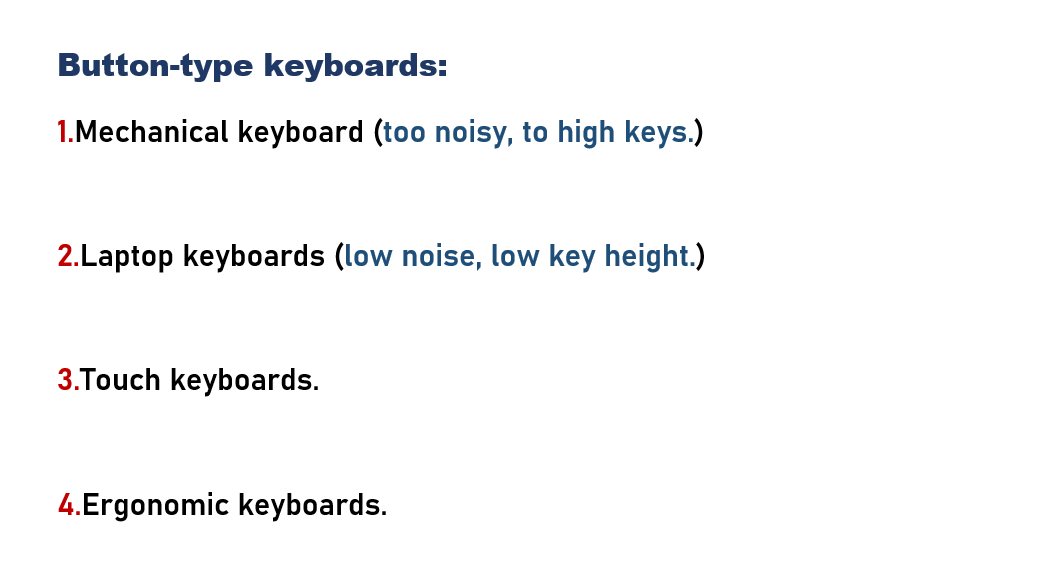 Button-type keyboards:
1.Mechanical keyboard (too noisy, to high keys.)
2.Laptop keyboards (low noise, low key height.)
3.Touch keyboards.
4.Ergonomic keyboards.